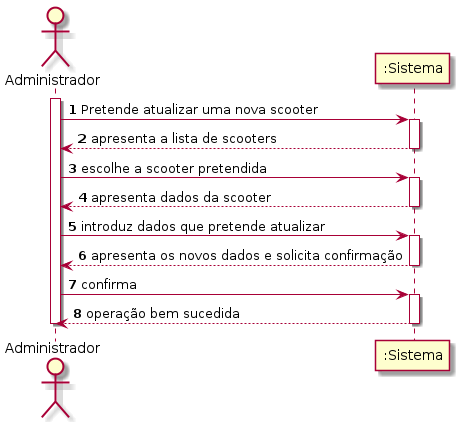 Administrador
:Sistema
1 Pretende atualizar uma nova scooter
2 apresenta a lista de scooters
3 escolhe a scooter pretendida
4 apresenta dados da scooter
5 introduz dados que pretende atualizar
6 apresenta os novos dados e solicita confirmação
7 confirma
8 operação bem sucedida
Administrador
:Sistema